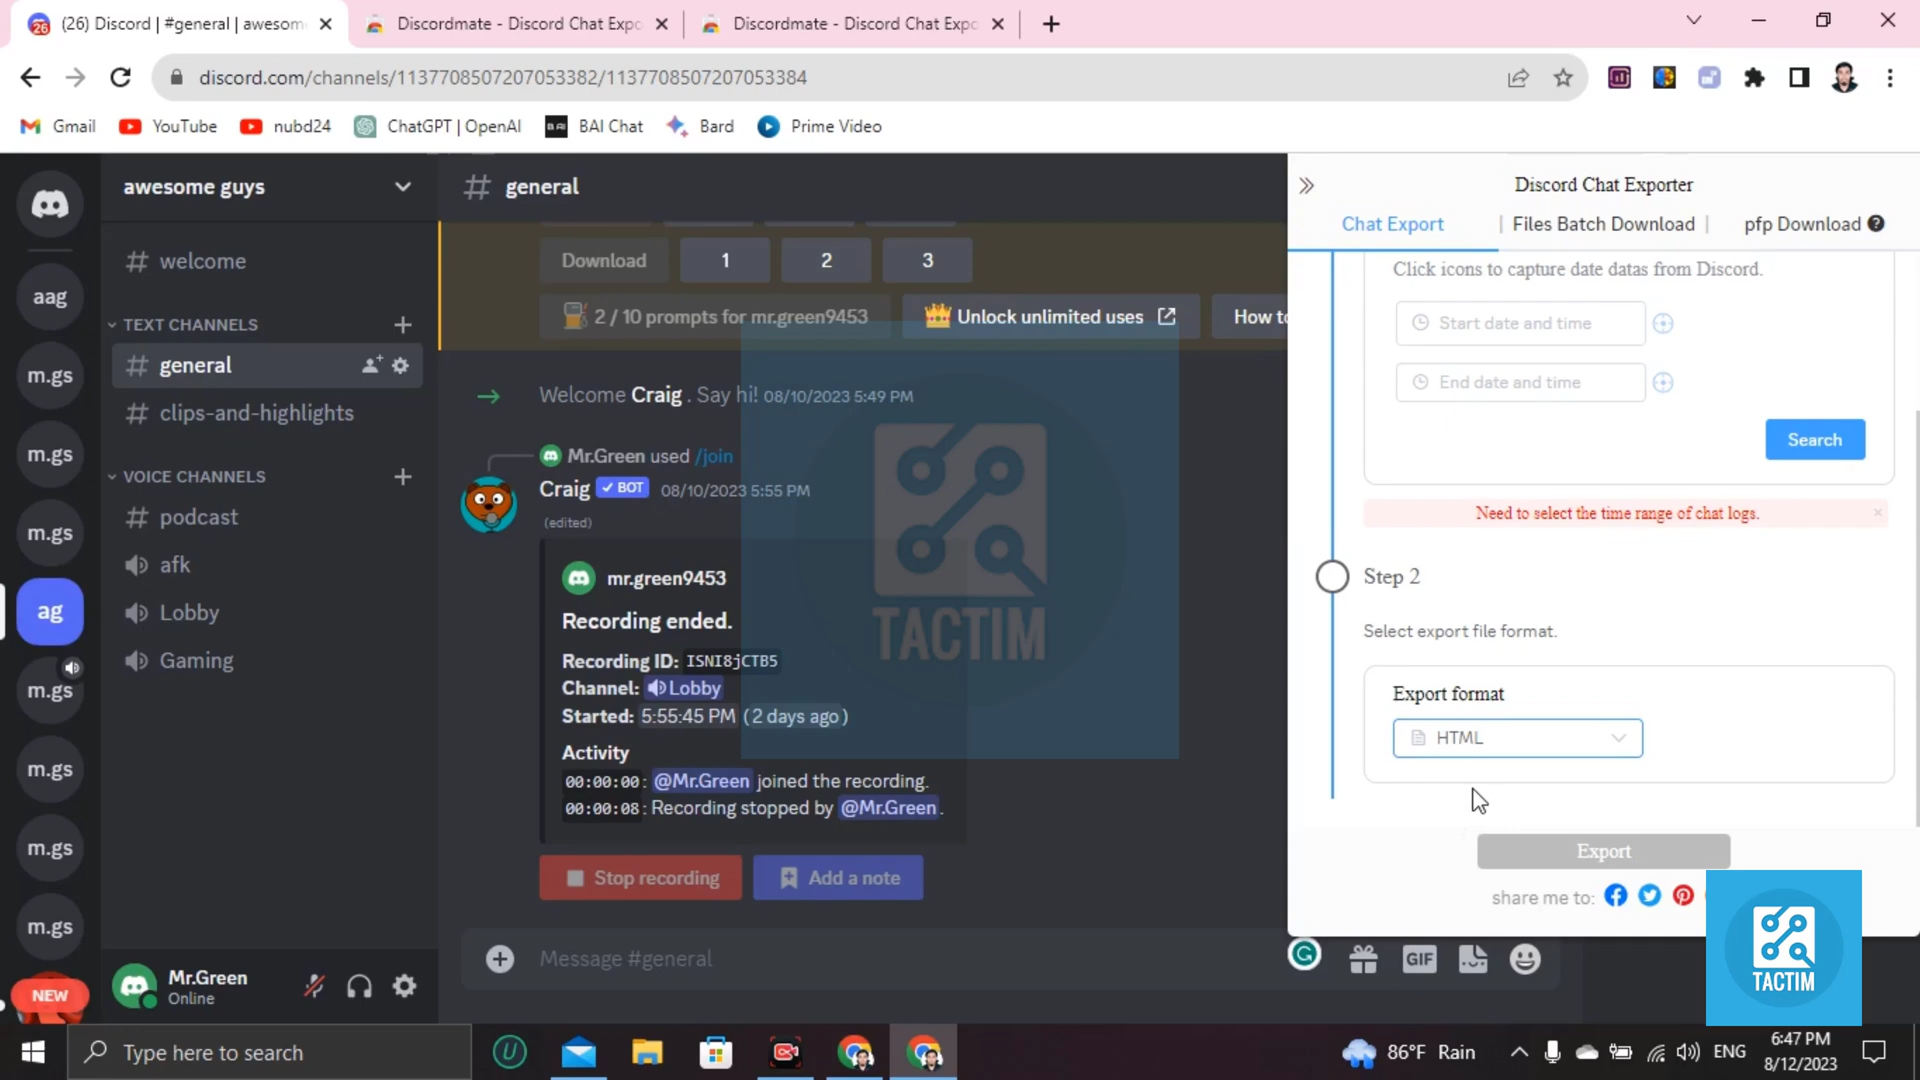 26 (26) Discord | #general | awesom
Discordmate - Discord Chat Expo
Discordmate - Discord Chat Expo
discord.com/channels/1137708507207053382/1137708507207053384
Gmail
YouTube
nubd24
ChatGPT | OpenAI
BAI Chat
Bard
Prime Video
awesome guys
welcome
TEXT CHANNELS
general
clips-and-highlights
VOICE CHANNELS
podcast
afk
Lobby
Gaming
aag
m.gs
m.gs
m.gs
ag
m.gs
m.gs
m.gs
m.gs
NEW
Mr.Green
Online
general
Download 1 2 3
2 / 10 prompts for mr.green9453 Unlock unlimited uses How to
Welcome Craig . Say hi! 08/10/2023 5:49 PM
Mr.Green used /join
Craig ✓ BOT 08/10/2023 5:55 PM
(edited)
mr.green9453
Recording ended.
Recording ID: ISNI8jCTB5
Channel: Lobby
Started: 5:55:45 PM (2 days ago)
Activity
00:00:00: @Mr.Green joined the recording.
00:00:08: Recording stopped by @Mr.Green.
Stop recording
Add a note
Message #general
GIF
TACTIM
Discord Chat Exporter
Chat Export | Files Batch Download | pfp Download ?
Click icons to capture date datas from Discord.
Start date and time
End date and time
Search
Need to select the time range of chat logs.
Step 2
Select export file format.
Export format
HTML
Export
share me to:
TACTIM
Type here to search
86°F Rain
ENG
6:47 PM
8/12/2023